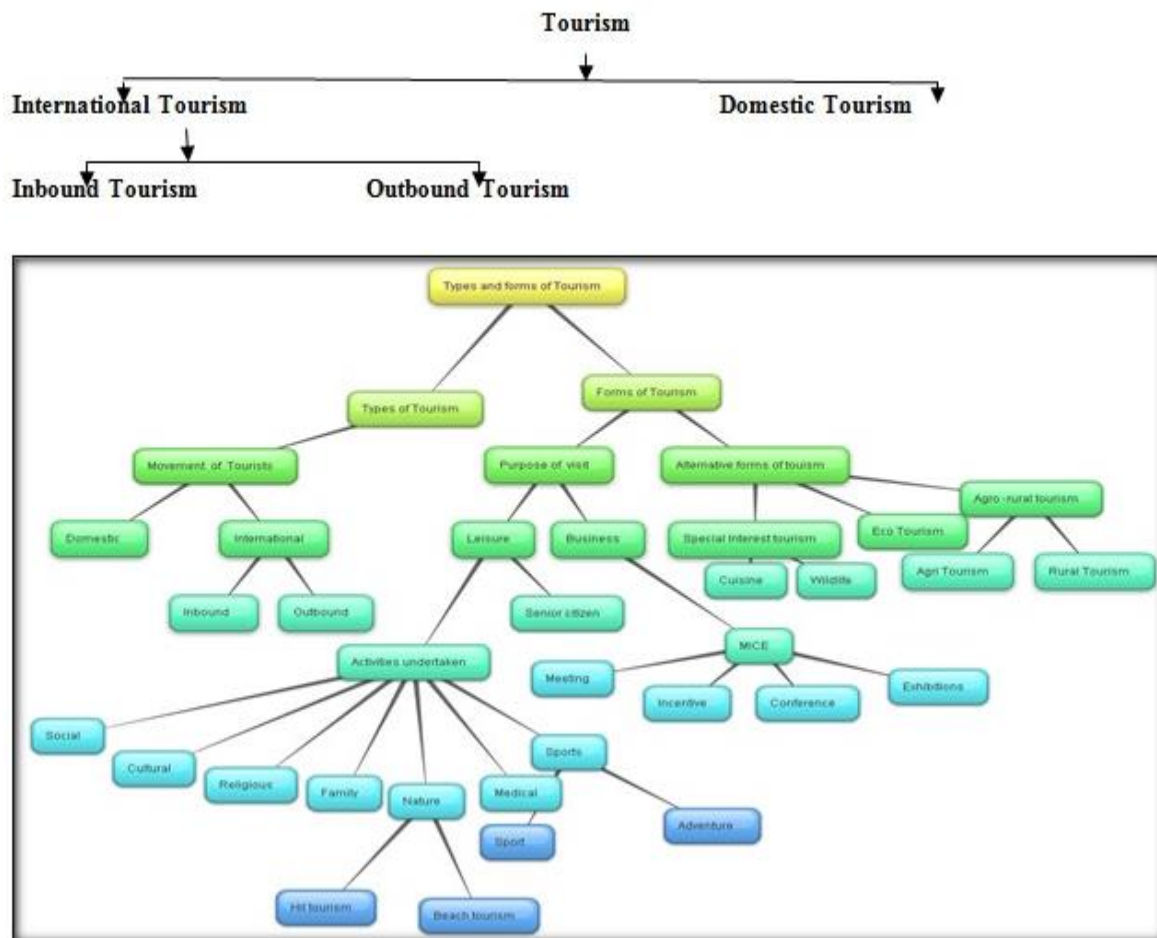 Tourism
International Tourism
Domestic Tourism
Inbound Tourism
Outbound Tourism
Types and forms of Tourism
Types of Tourism
Forms of Tourism
Movement of Tourists
Purpose of visit
Alternative forms of touism
Agro-rural tourism
Domestic
International
Leisure
Business
Special Interest tourism
Eco Tourism
Agri Tourism
Rural Tourism
Cuisine
Wildlife
Inbound
Outbound
Senior citizen
Activities undertaken
MICE
Meeting
Incentive
Conference
Exhibitions
Social
Cultural
Religious
Family
Nature
Medical
Sports
Sport
Adventure
Hil tourism
Beach tourism